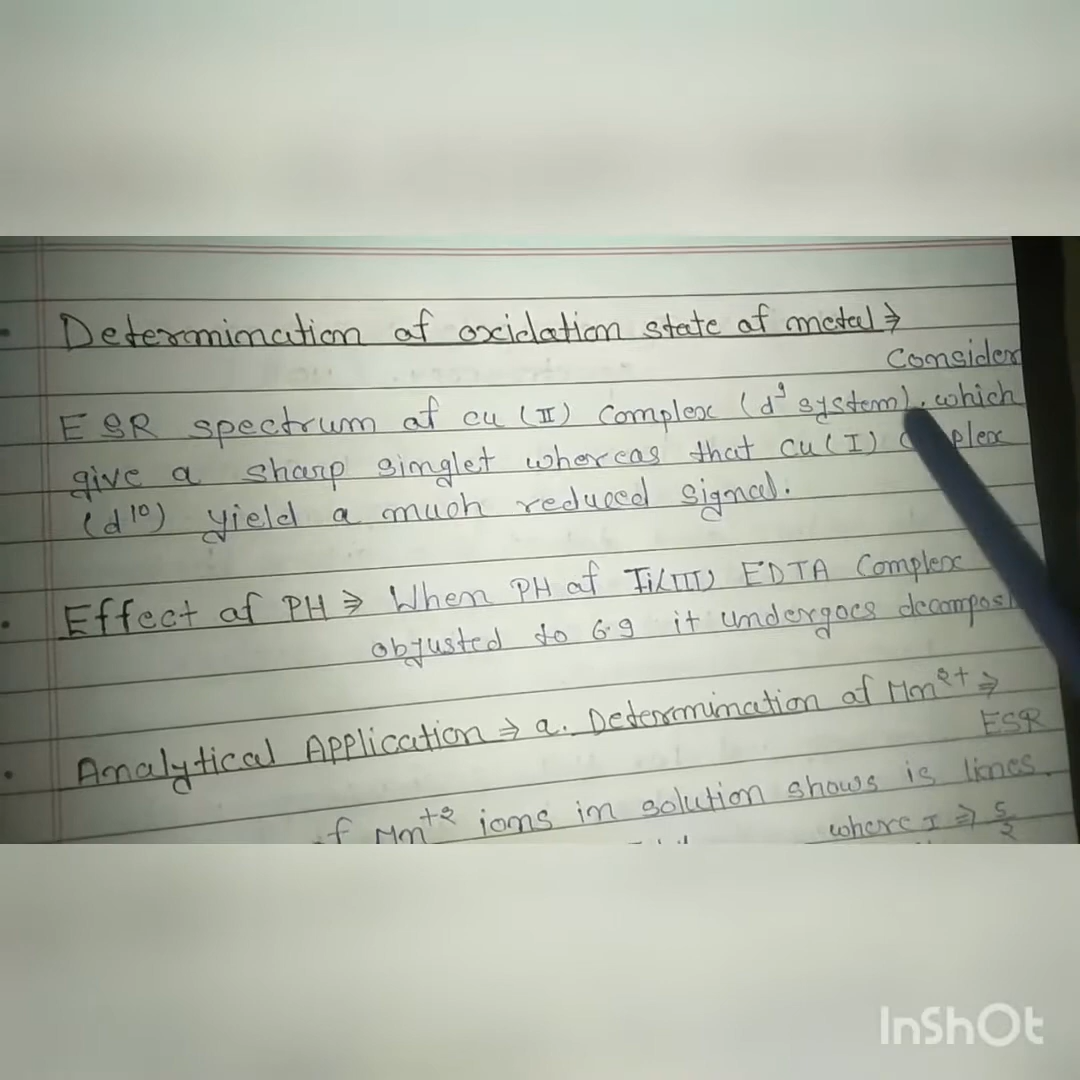 Determination of oxidation state of metal ⇒
Consider
ESR spectrum of cu (II) Complex (d⁹ system). which
give a sharp singlet whereas that cu (I)
(d¹⁰) yield a much reduced signal.
Effect of PH ⇒ When PH of Ti(III) EDTA Complex
objusted to 6.9 it undergoes
Analytical Application ⇒ a. Determination of Mn²⁺ ⇒
ESR
Mn⁺² ions in solution shows is lines.
where I ⇒ 5/2
InShOt